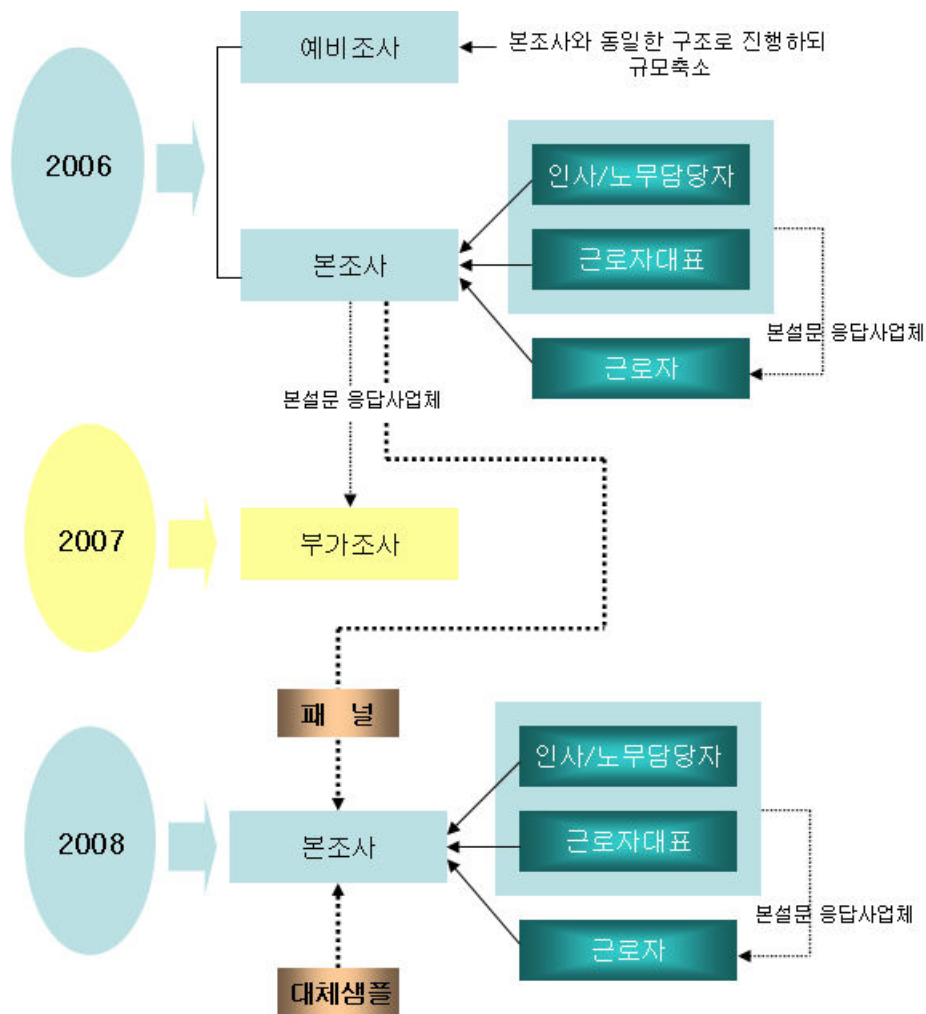 예비조사
본조사와 동일한 구조로 진행하되
규모축소
2006
인사/노무담당자
본조사
근로자대표
본설문 응답사업체
근로자
본설문 응답사업체
2007
부가조사
패 널
인사/노무담당자
2008
본조사
근로자대표
본설문 응답사업체
근로자
대체샘플